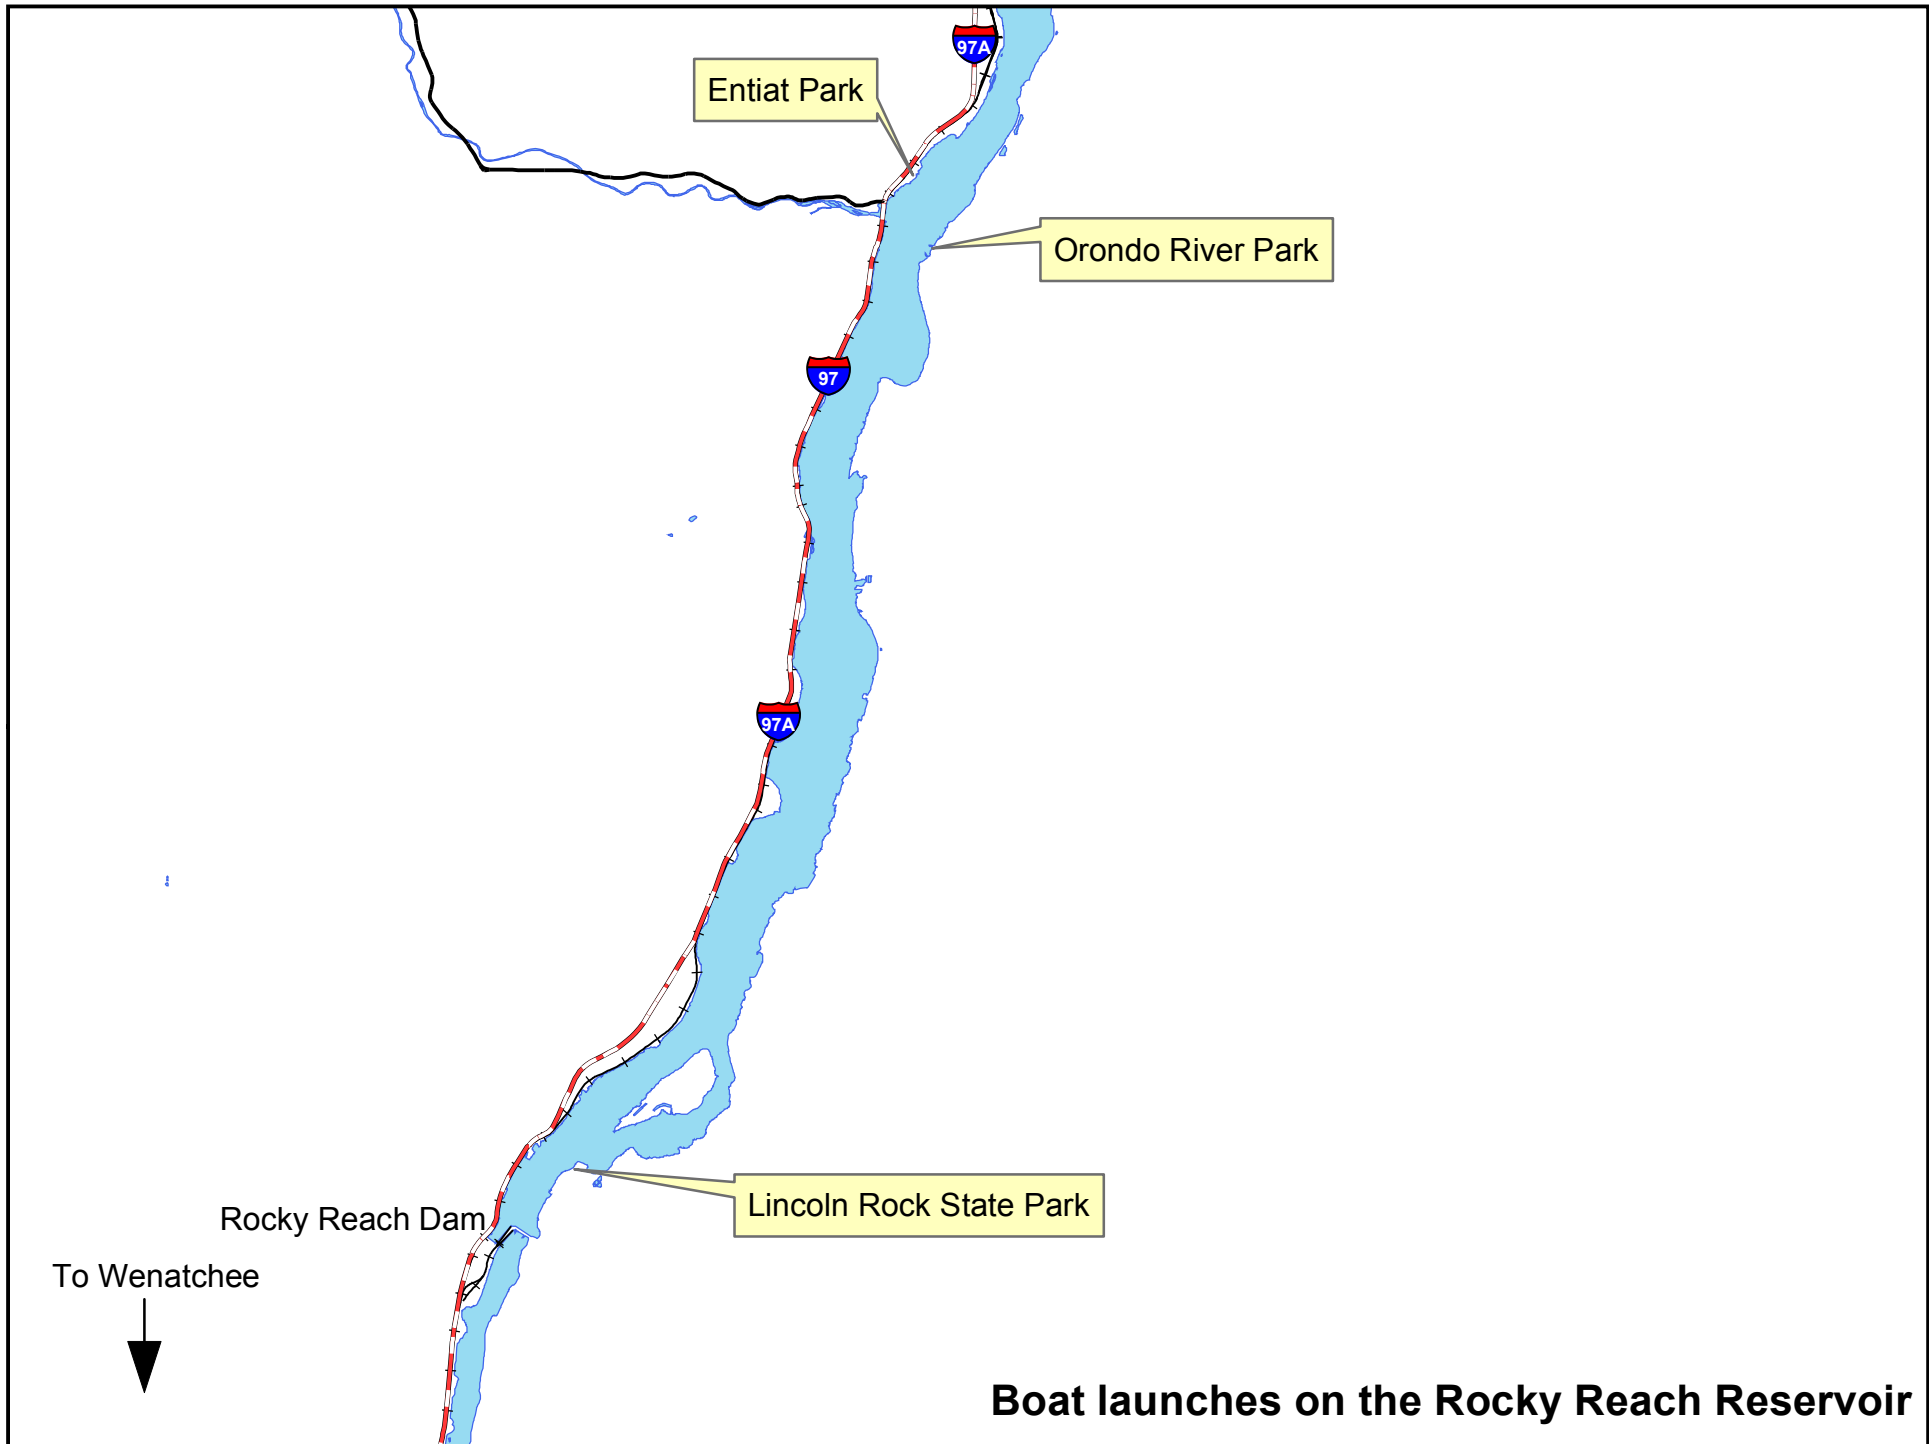 97A
Entiat Park
Orondo River Park
97
97A
Lincoln Rock State Park
Rocky Reach Dam
To Wenatchee
Boat launches on the Rocky Reach Reservoir